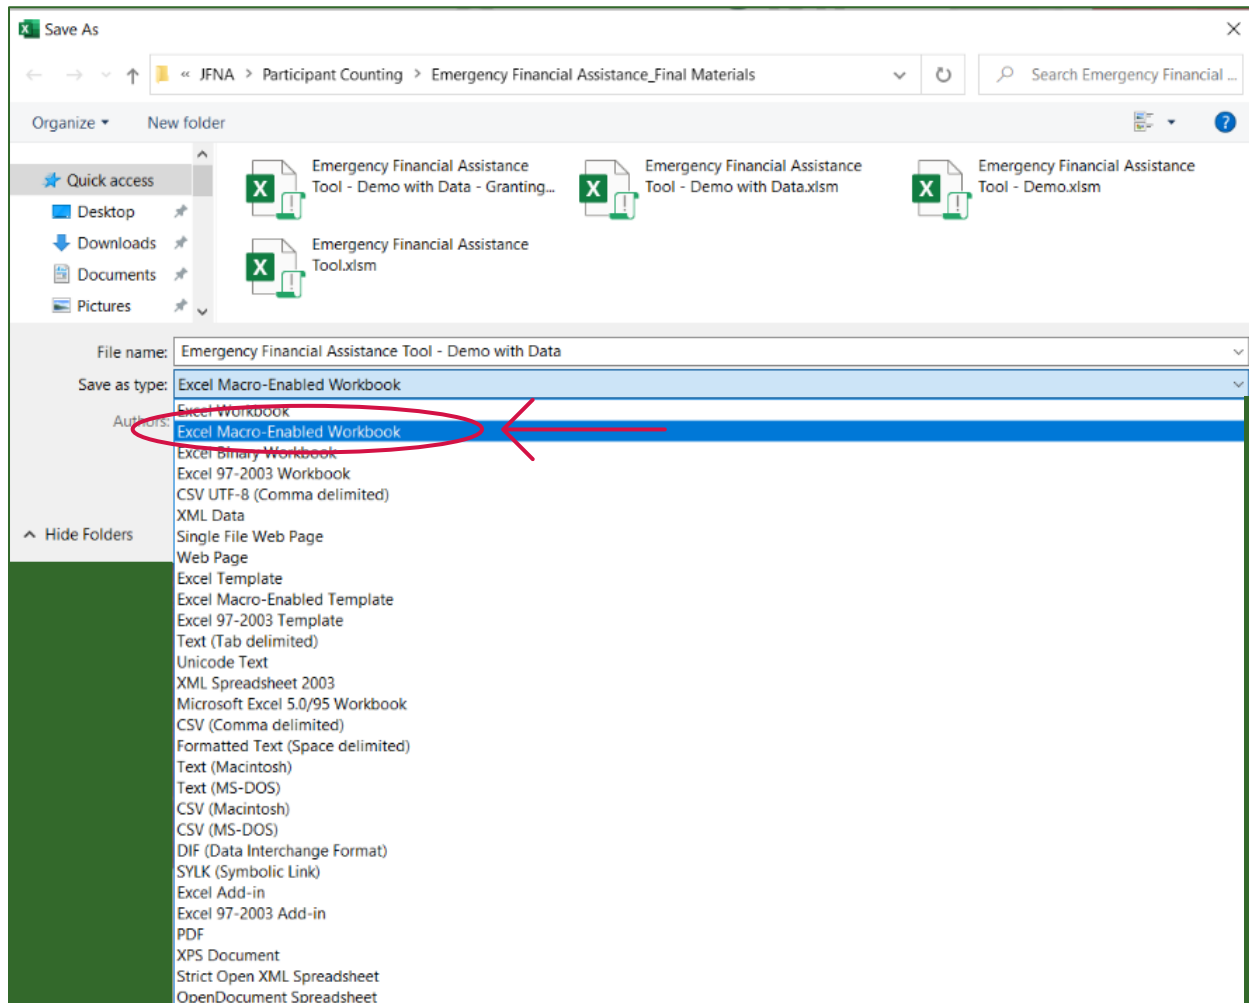 Save As
« JFNA > Participant Counting > Emergency Financial Assistance_Final Materials
Search Emergency Financial ...
Organize
New folder
Quick access
Desktop
Downloads
Documents
Pictures
Emergency Financial Assistance
Tool - Demo with Data - Granting...
Emergency Financial Assistance
Tool - Demo with Data.xlsm
Emergency Financial Assistance
Tool - Demo.xlsm
Emergency Financial Assistance
Tool.xlsm
File name: Emergency Financial Assistance Tool - Demo with Data
Save as type: Excel Macro-Enabled Workbook
Authors:
Excel Workbook
Excel Macro-Enabled Workbook
Excel Binary Workbook
Excel 97-2003 Workbook
CSV UTF-8 (Comma delimited)
XML Data
Hide Folders
Single File Web Page
Web Page
Excel Template
Excel Macro-Enabled Template
Excel 97-2003 Template
Text (Tab delimited)
Unicode Text
XML Spreadsheet 2003
Microsoft Excel 5.0/95 Workbook
CSV (Comma delimited)
Formatted Text (Space delimited)
Text (Macintosh)
Text (MS-DOS)
CSV (Macintosh)
CSV (MS-DOS)
DIF (Data Interchange Format)
SYLK (Symbolic Link)
Excel Add-in
Excel 97-2003 Add-in
PDF
XPS Document
Strict Open XML Spreadsheet
OpenDocument Spreadsheet